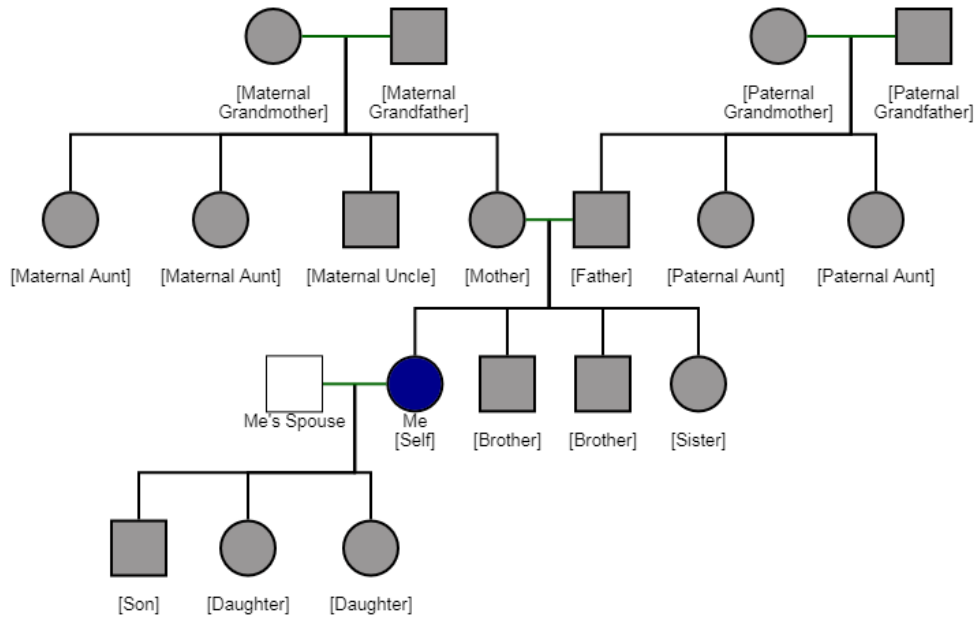 [Maternal
Grandmother]
[Maternal
Grandfather]
[Paternal
Grandmother]
[Paternal
Grandfather]
[Maternal Aunt]
[Maternal Aunt]
[Maternal Uncle]
[Mother]
[Father]
[Paternal Aunt]
[Paternal Aunt]
Me's Spouse
Me
[Self]
[Brother]
[Brother]
[Sister]
[Son]
[Daughter]
[Daughter]